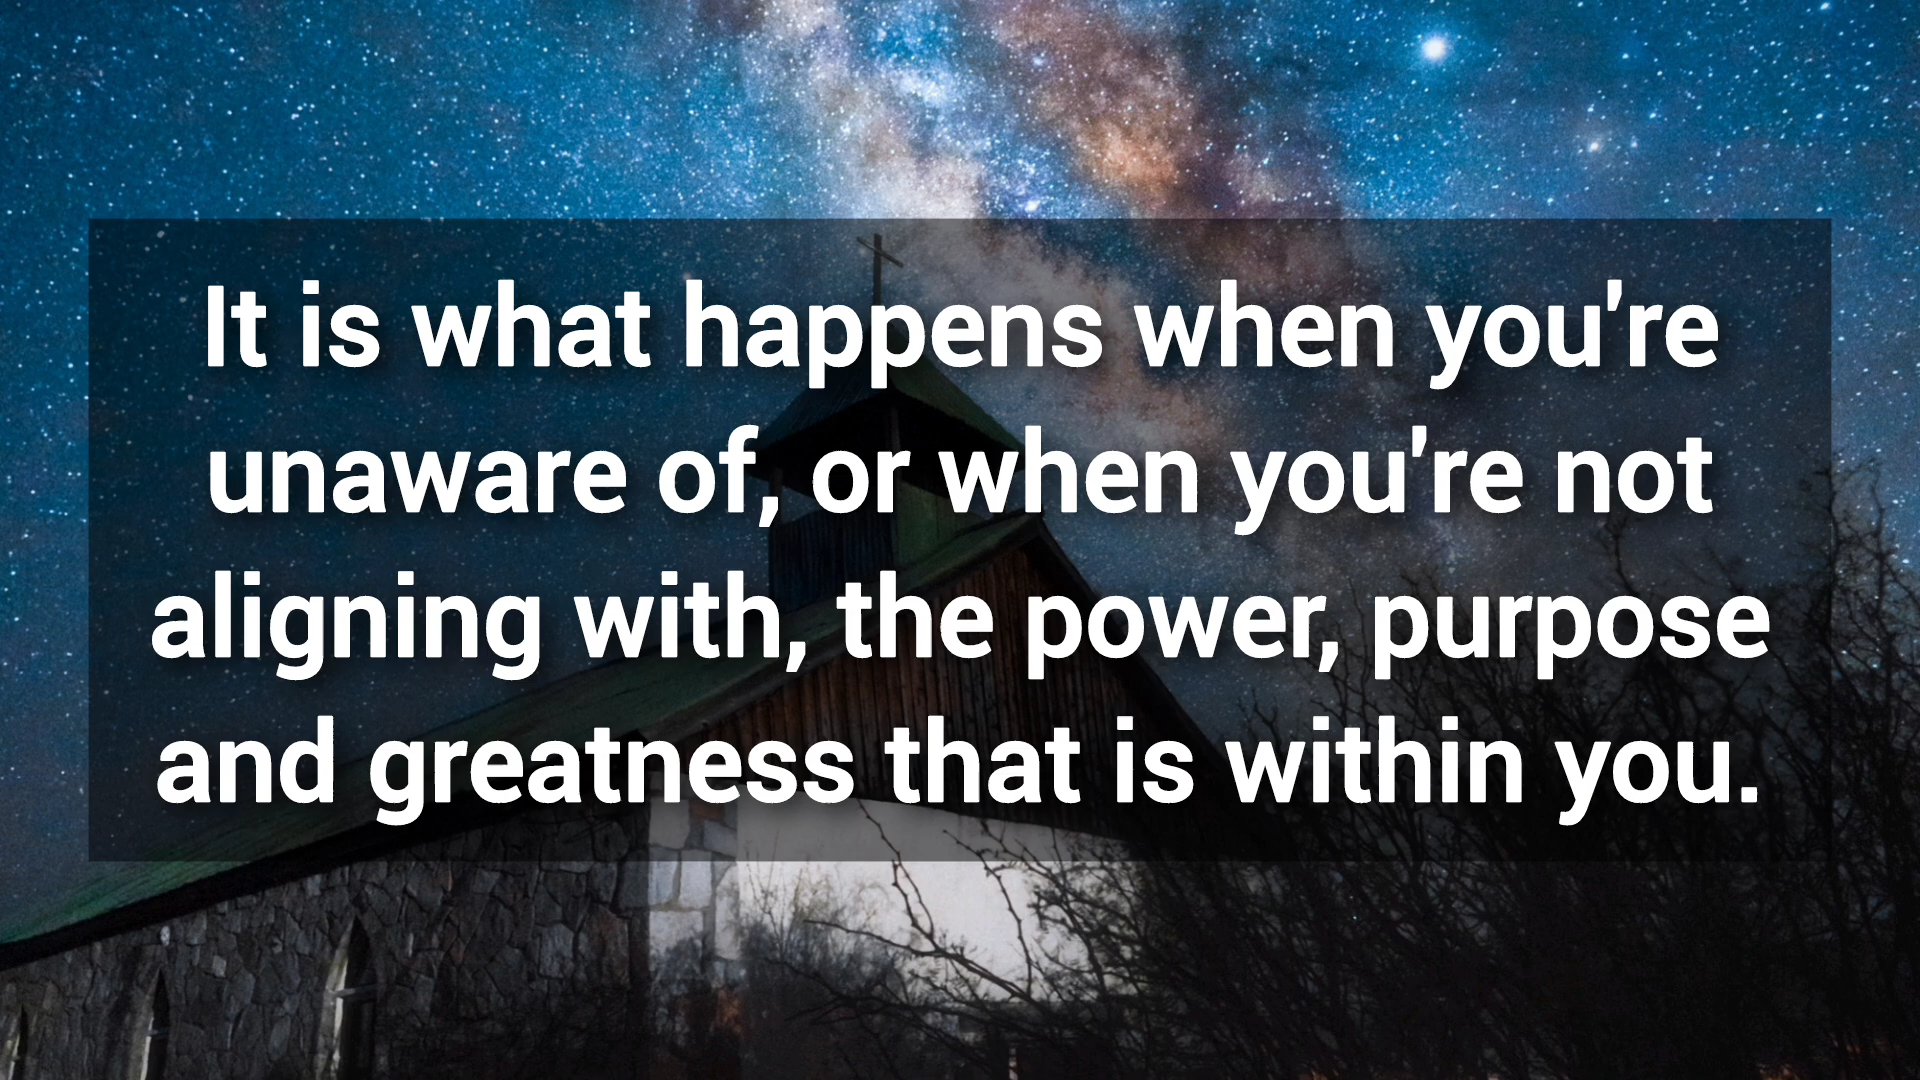 It is what happens when you're
unaware of, or when you're not
aligning with, the power, purpose
and greatness that is within you.